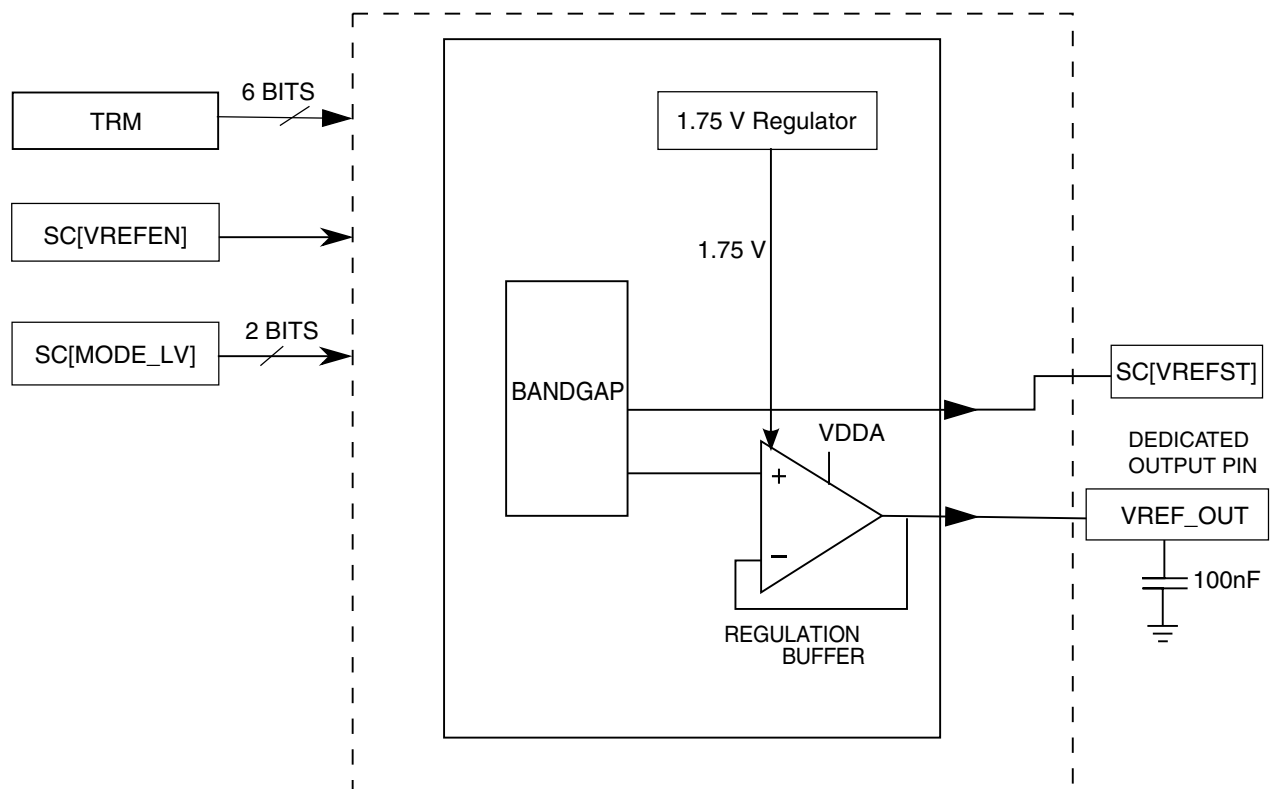 6 BITS
TRM
1.75 V Regulator
SC[VREFEN]
1.75 V
2 BITS
SC[MODE_LV]
BANDGAP
SC[VREFST]
VDDA
DEDICATED
OUTPUT PIN
+
VREF_OUT
−
100nF
REGULATION
BUFFER